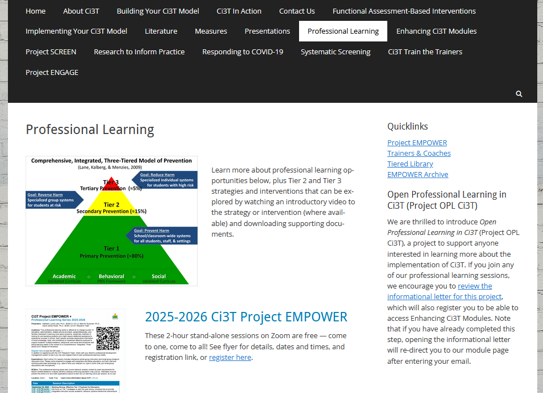 Home About Ci3T Building Your Ci3T Model Ci3T In Action Contact Us Functional Assessment-Based Interventions
Implementing Your Ci3T Model Literature Measures Presentations Professional Learning Enhancing Ci3T Modules
Project SCREEN Research to Inform Practice Responding to COVID-19 Systematic Screening Ci3T Train the Trainers
Project ENGAGE
Professional Learning
Comprehensive, Integrated, Three-Tiered Model of Prevention
(Lane, Kalberg, & Menzies, 2009)
Goal: Reduce Harm
Specialized individual systems
for students with high risk
Tier 3
Tertiary Prevention (≈5%)
Goal: Reverse Harm
Specialized group systems
for students at risk
Tier 2
Secondary Prevention (≈15%)
Goal: Prevent Harm
School/classroom-wide systems
for all students, staff, & settings
Tier 1
Primary Prevention (≈80%)
Academic Behavioral Social
Learn more about professional learning op-
portunities below, plus Tier 2 and Tier 3
strategies and interventions that can be ex-
plored by watching an introductory video to
the strategy or intervention (where avail-
able) and downloading supporting docu-
ments.
Ci3T Project EMPOWER
2025-2026 Ci3T Project EMPOWER
These 2-hour stand-alone sessions on Zoom are free — come
to one, come to all! See flyer for details, dates and times, and
registration link, or register here.
Quicklinks
Project EMPOWER
Trainers & Coaches
Tiered Library
EMPOWER Archive
Open Professional Learning in
Ci3T (Project OPL Ci3T)
We are thrilled to introduce Open
Professional Learning in Ci3T (Project OPL
Ci3T), a project to support anyone
interested in learning more about the
implementation of Ci3T. If you join any
of our professional learning sessions,
we encourage you to review the
informational letter for this project,
which will also register you to be able to
access Enhancing Ci3T Modules. Note
that if you have already completed this
step, opening the informational letter
will re-direct you to our module page
after entering your email.